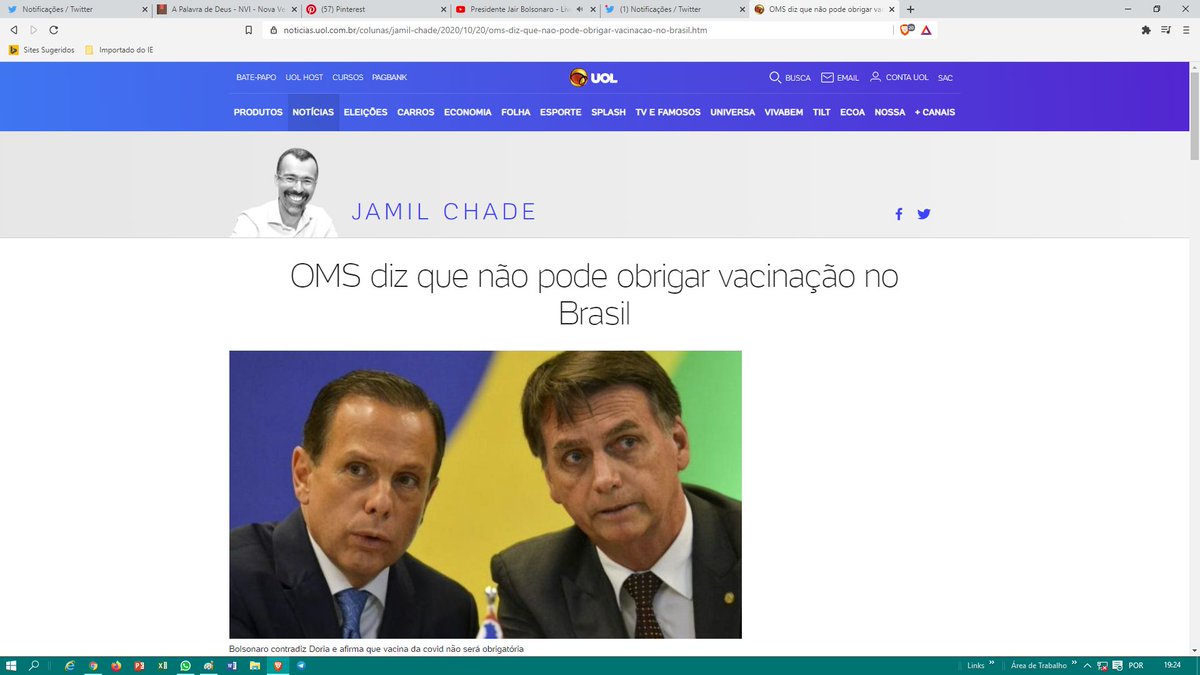 Notificações / Twitter
A Palavra de Deus - NVI - Nova Ve
(57) Pinterest
Presidente Jair Bolsonaro - Live
(1) Notificações / Twitter
OMS diz que não pode obrigar va
noticias.uol.com.br/colunas/jamil-chade/2020/10/20/oms-diz-que-nao-pode-obrigar-vacinacao-no-brasil.htm
Sites Sugeridos Importado do IE
BATE-PAPO UOL HOST CURSOS PAGBANK
UOL
BUSCA EMAIL CONTA UOL SAC
PRODUTOS NOTÍCIAS ELEIÇÕES CARROS ECONOMIA FOLHA ESPORTE SPLASH TV E FAMOSOS UNIVERSA VIVABEM TILT ECOA NOSSA + CANAIS
JAMIL CHADE
OMS diz que não pode obrigar vacinação no
Brasil
Bolsonaro contradiz Doria e afirma que vacina da covid não será obrigatória
Links Área de Trabalho POR 19:24